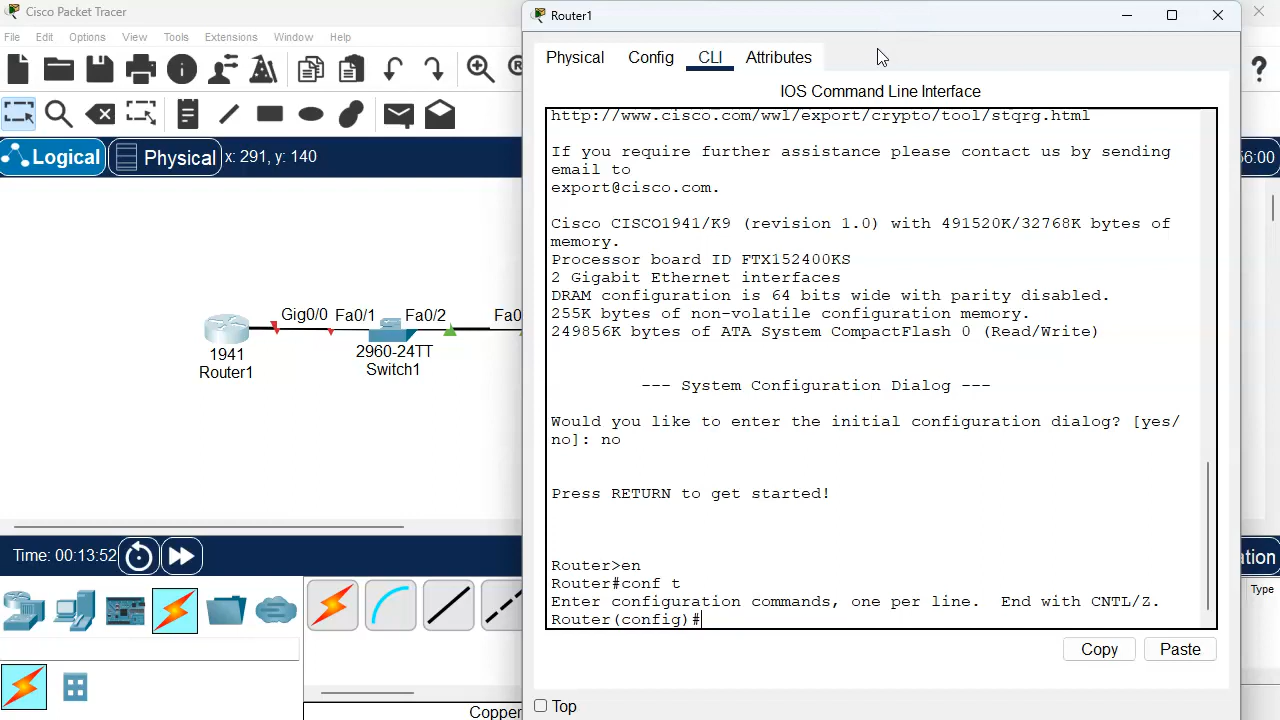 Cisco Packet Tracer
File Edit Options View Tools Extensions Window Help
Logical Physical x: 291, y: 140
Gig0/0 Fa0/1 Fa0/2 Fa0
1941
Router1
2960-24TT
Switch1
Time: 00:13:52
Copper
Router1
Physical Config CLI Attributes
IOS Command Line Interface
http://www.cisco.com/wwl/export/crypto/tool/stqrg.html
If you require further assistance please contact us by sending
email to
export@cisco.com.
Cisco CISCO1941/K9 (revision 1.0) with 491520K/32768K bytes of
memory.
Processor board ID FTX152400KS
2 Gigabit Ethernet interfaces
DRAM configuration is 64 bits wide with parity disabled.
255K bytes of non-volatile configuration memory.
249856K bytes of ATA System CompactFlash 0 (Read/Write)
--- System Configuration Dialog ---
Would you like to enter the initial configuration dialog? [yes/
no]: no
Press RETURN to get started!
Router>en
Router#conf t
Enter configuration commands, one per line. End with CNTL/Z.
Router(config)#
Copy Paste
Top
56:00
ation
Type